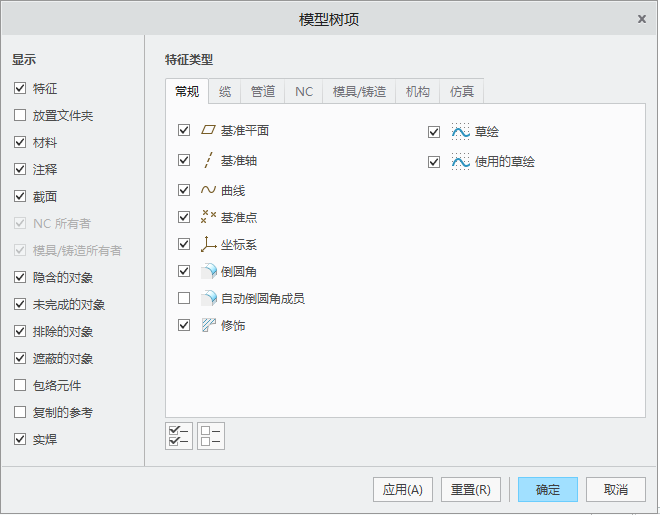 模型树项
x
显示
特征
放置文件夹
材料
注释
截面
NC 所有者
模具/铸造所有者
隐含的对象
未完成的对象
排除的对象
遮蔽的对象
包络元件
复制的参考
实焊
特征类型
常规 缆 管道 NC 模具/铸造 机构 仿真
基准平面
基准轴
曲线
基准点
坐标系
倒圆角
自动倒圆角成员
修饰
草绘
使用的草绘
应用(A) 重置(R) 确定 取消